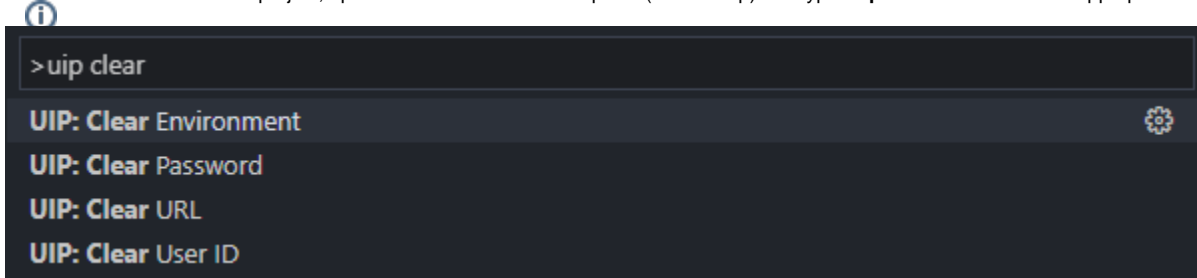 >uip clear
UIP: Clear Environment
UIP: Clear Password
UIP: Clear URL
UIP: Clear User ID